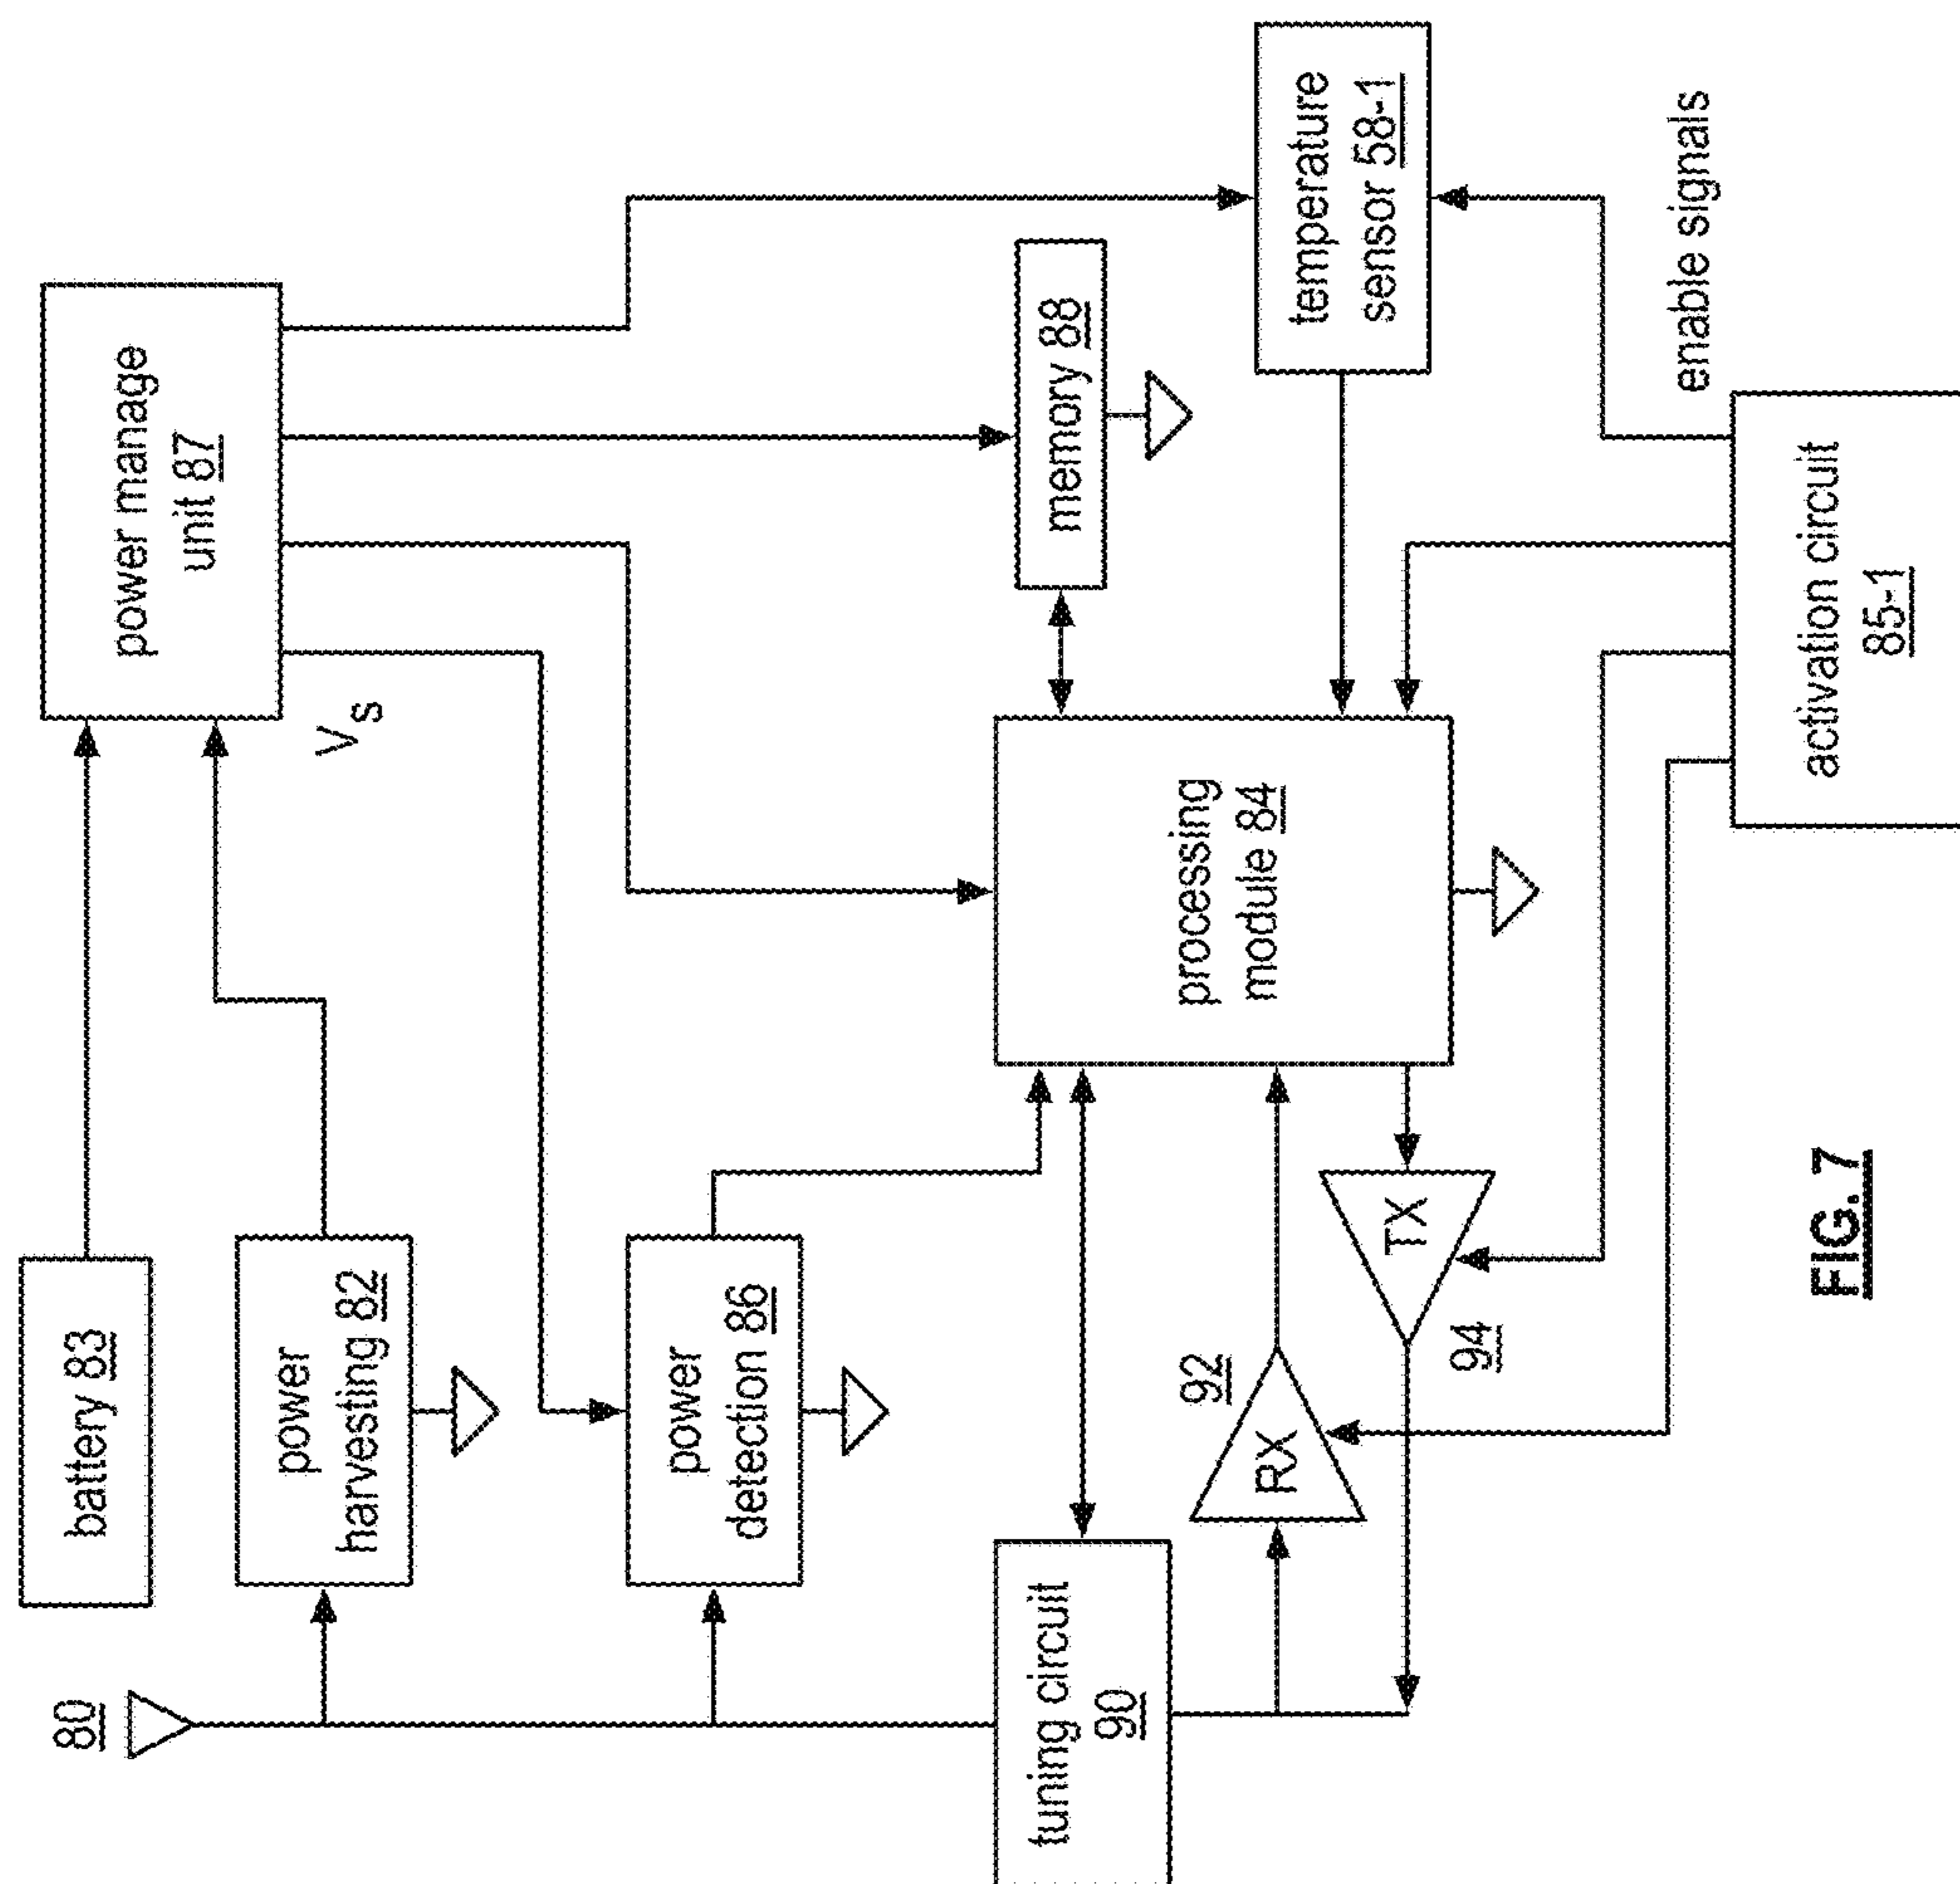 80
battery 83
power
harvesting 82
power
detection 86
tuning circuit
90
RX
92
TX
94
power manage
unit 87
Vs
processing
module 84
memory 88
temperature
sensor 58-1
enable signals
activation circuit
85-1
FIG. 7